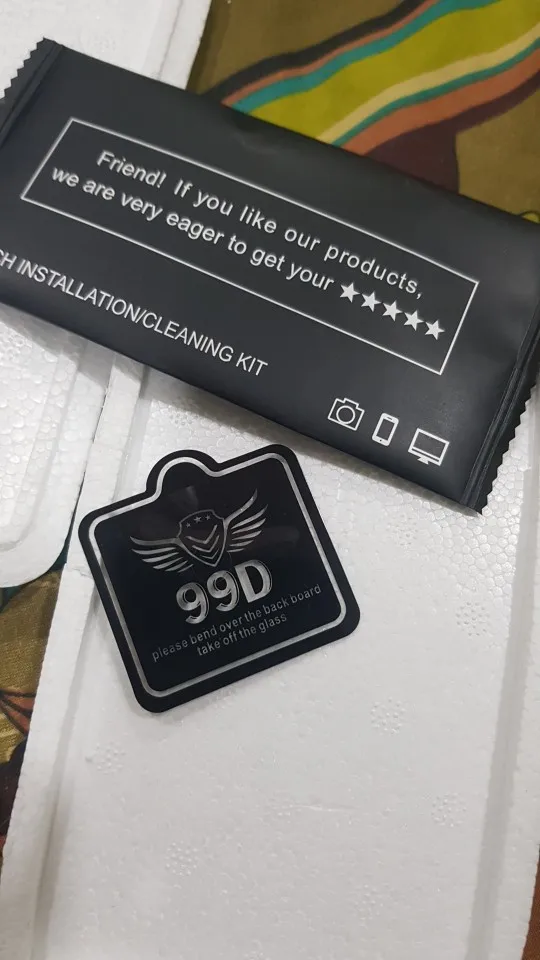 Friend! If you like our products,
we are very eager to get your ★★★★★
CH INSTALLATION/CLEANING KIT
99D
please bend over the back board
take off the glass